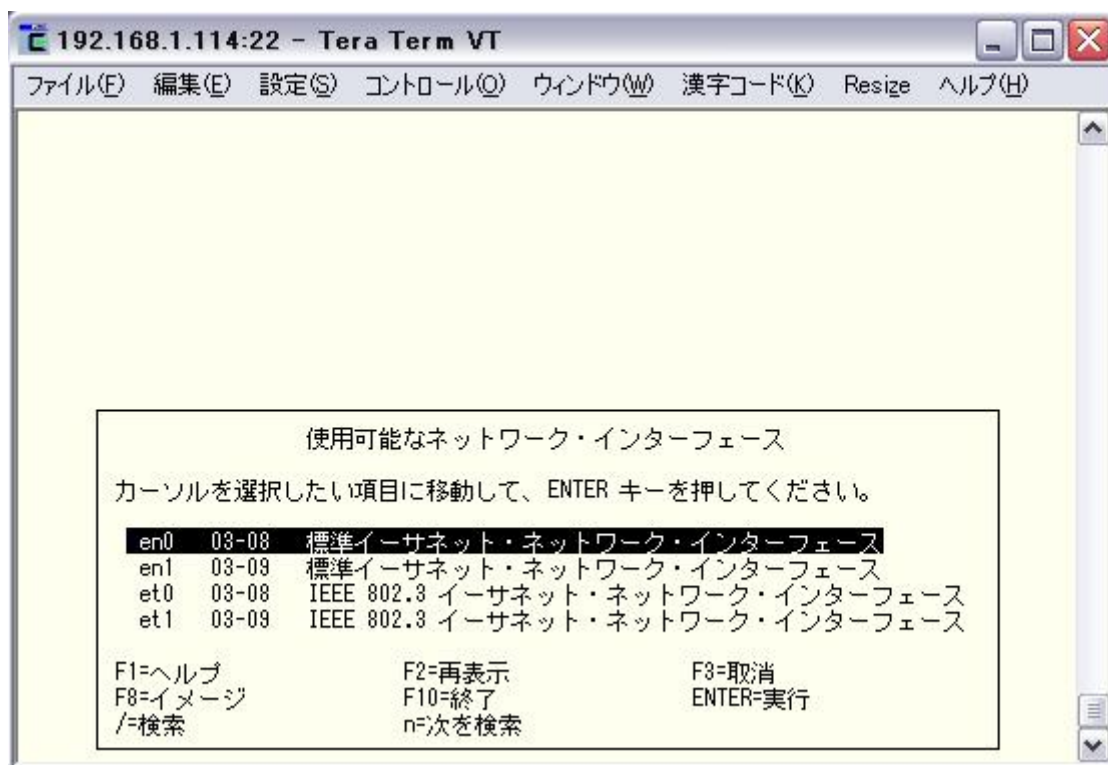 192.168.1.114:22 - Tera Term VT
ファイル(F) 編集(E) 設定(S) コントロール(O) ウィンドウ(W) 漢字コード(K) Resize ヘルプ(H)
使用可能なネットワーク・インターフェース
カーソルを選択したい項目に移動して、ENTER キーを押してください。
en0 03-08 標準イーサネット・ネットワーク・インターフェース
en1 03-09 標準イーサネット・ネットワーク・インターフェース
et0 03-08 IEEE 802.3 イーサネット・ネットワーク・インターフェース
et1 03-09 IEEE 802.3 イーサネット・ネットワーク・インターフェース
F1=ヘルプ F2=再表示 F3=取消
F8=イメージ F10=終了 ENTER=実行
/=検索 n=次を検索